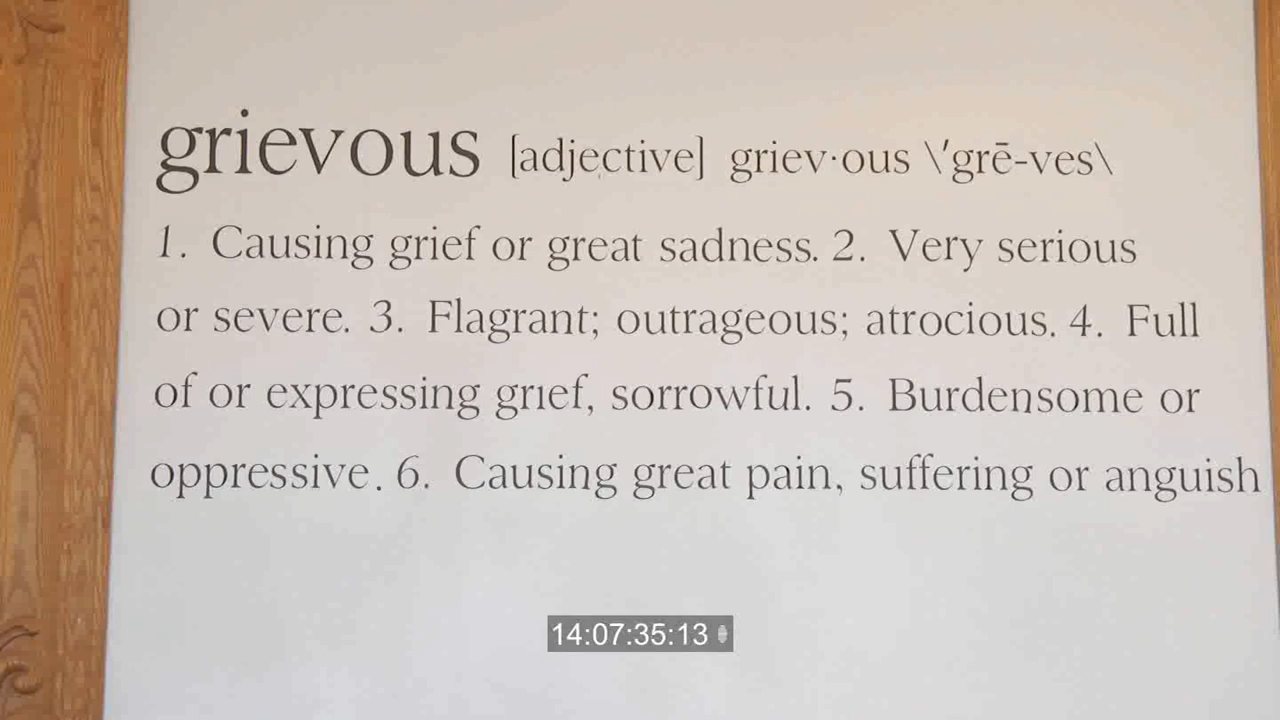 grievous [adjective] griev·ous \'grē-ves\
1. Causing grief or great sadness. 2. Very serious
or severe. 3. Flagrant; outrageous; atrocious. 4. Full
of or expressing grief, sorrowful. 5. Burdensome or
oppressive. 6. Causing great pain, suffering or anguish
14:07:35:13